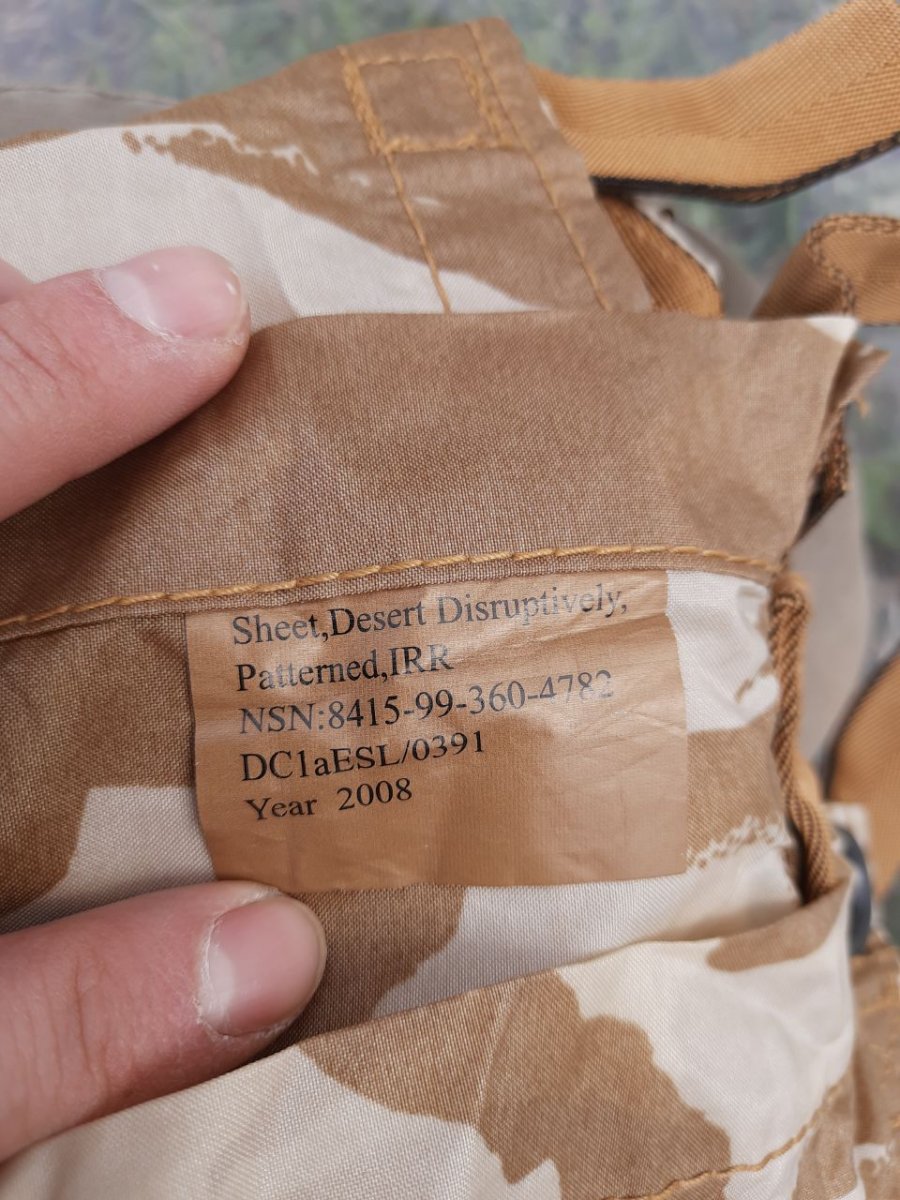 Sheet,Desert Disruptively,
Patterned,IRR
NSN:8415-99-360-4782
DC1aESL/0391
Year 2008